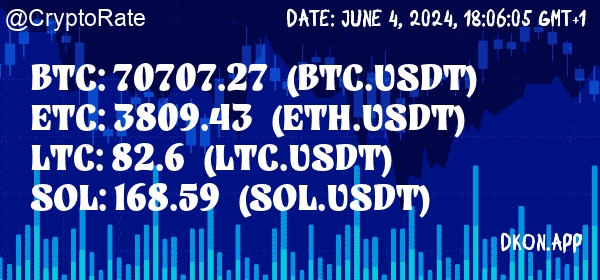 @CryptoRate
DATE: JUNE 4, 2024, 18:06:05 GMT+1
BTC: 70707.27 (BTC.USDT)
ETC: 3809.43 (ETH.USDT)
LTC: 82.6 (LTC.USDT)
SOL: 168.59 (SOL.USDT)
DKON.APP